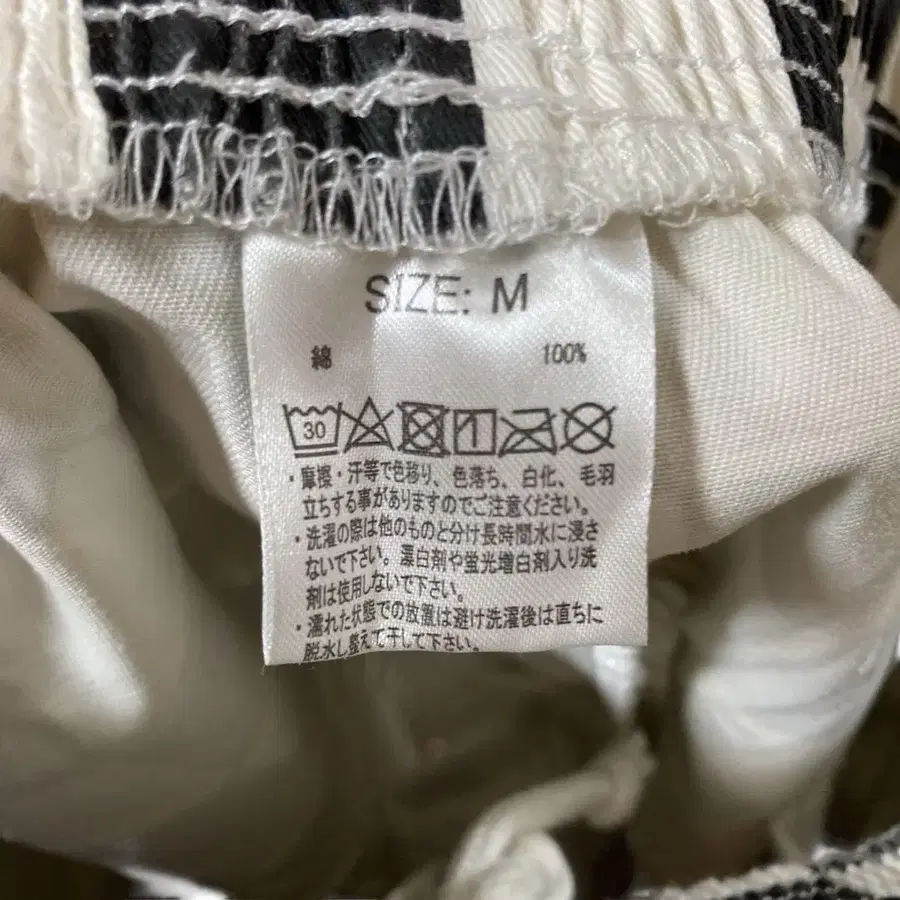 SIZE: M
綿 100%
30
・摩擦・汗等で色移り、色落ち、白化、毛羽
立ちする事がありますのでご注意ください。
・洗濯の際は他のものと分け長時間水に浸さ
ないで下さい。漂白剤や蛍光増白剤入り洗
剤は使用しないで下さい。
・濡れた状態での放置は避け洗濯後は直ちに
脱水し整えて干して下さい。